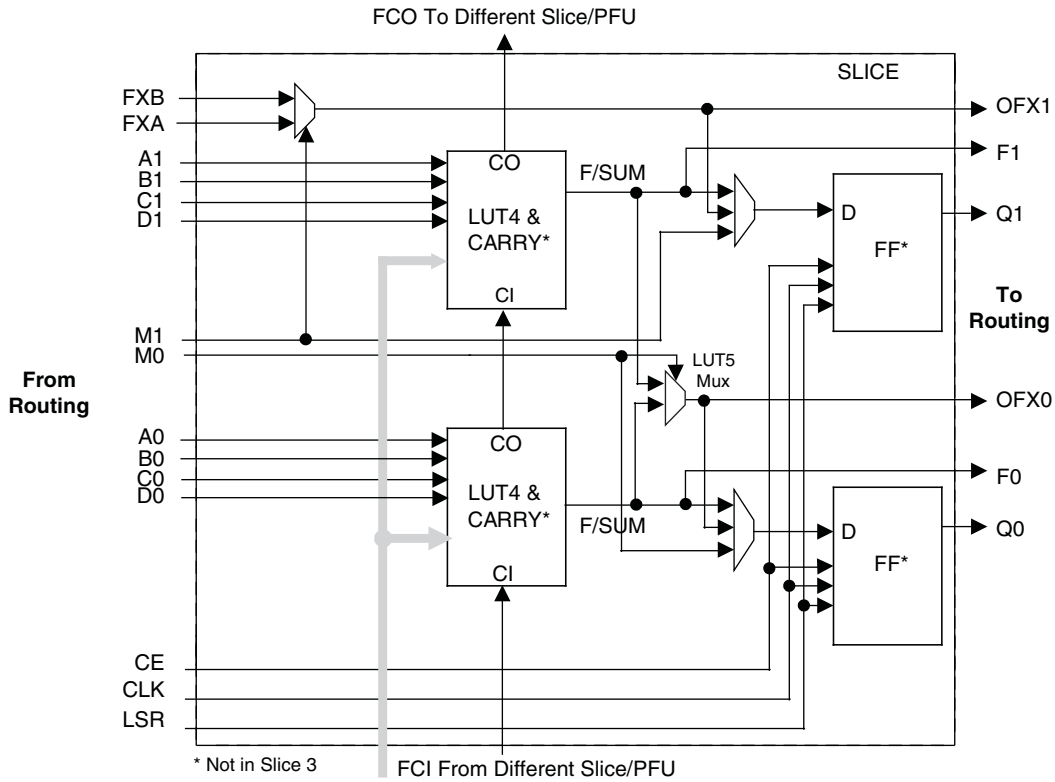 FCO To Different Slice/PFU
SLICE
FXB
FXA
OFX1
A1
B1
C1
D1
CO
LUT4 &
CARRY*
CI
F/SUM
F1
D
FF*
Q1
To
Routing
M1
M0
From
Routing
LUT5
Mux
OFX0
A0
B0
C0
D0
CO
LUT4 &
CARRY*
CI
F/SUM
F0
D
FF*
Q0
CE
CLK
LSR
* Not in Slice 3
FCI From Different Slice/PFU